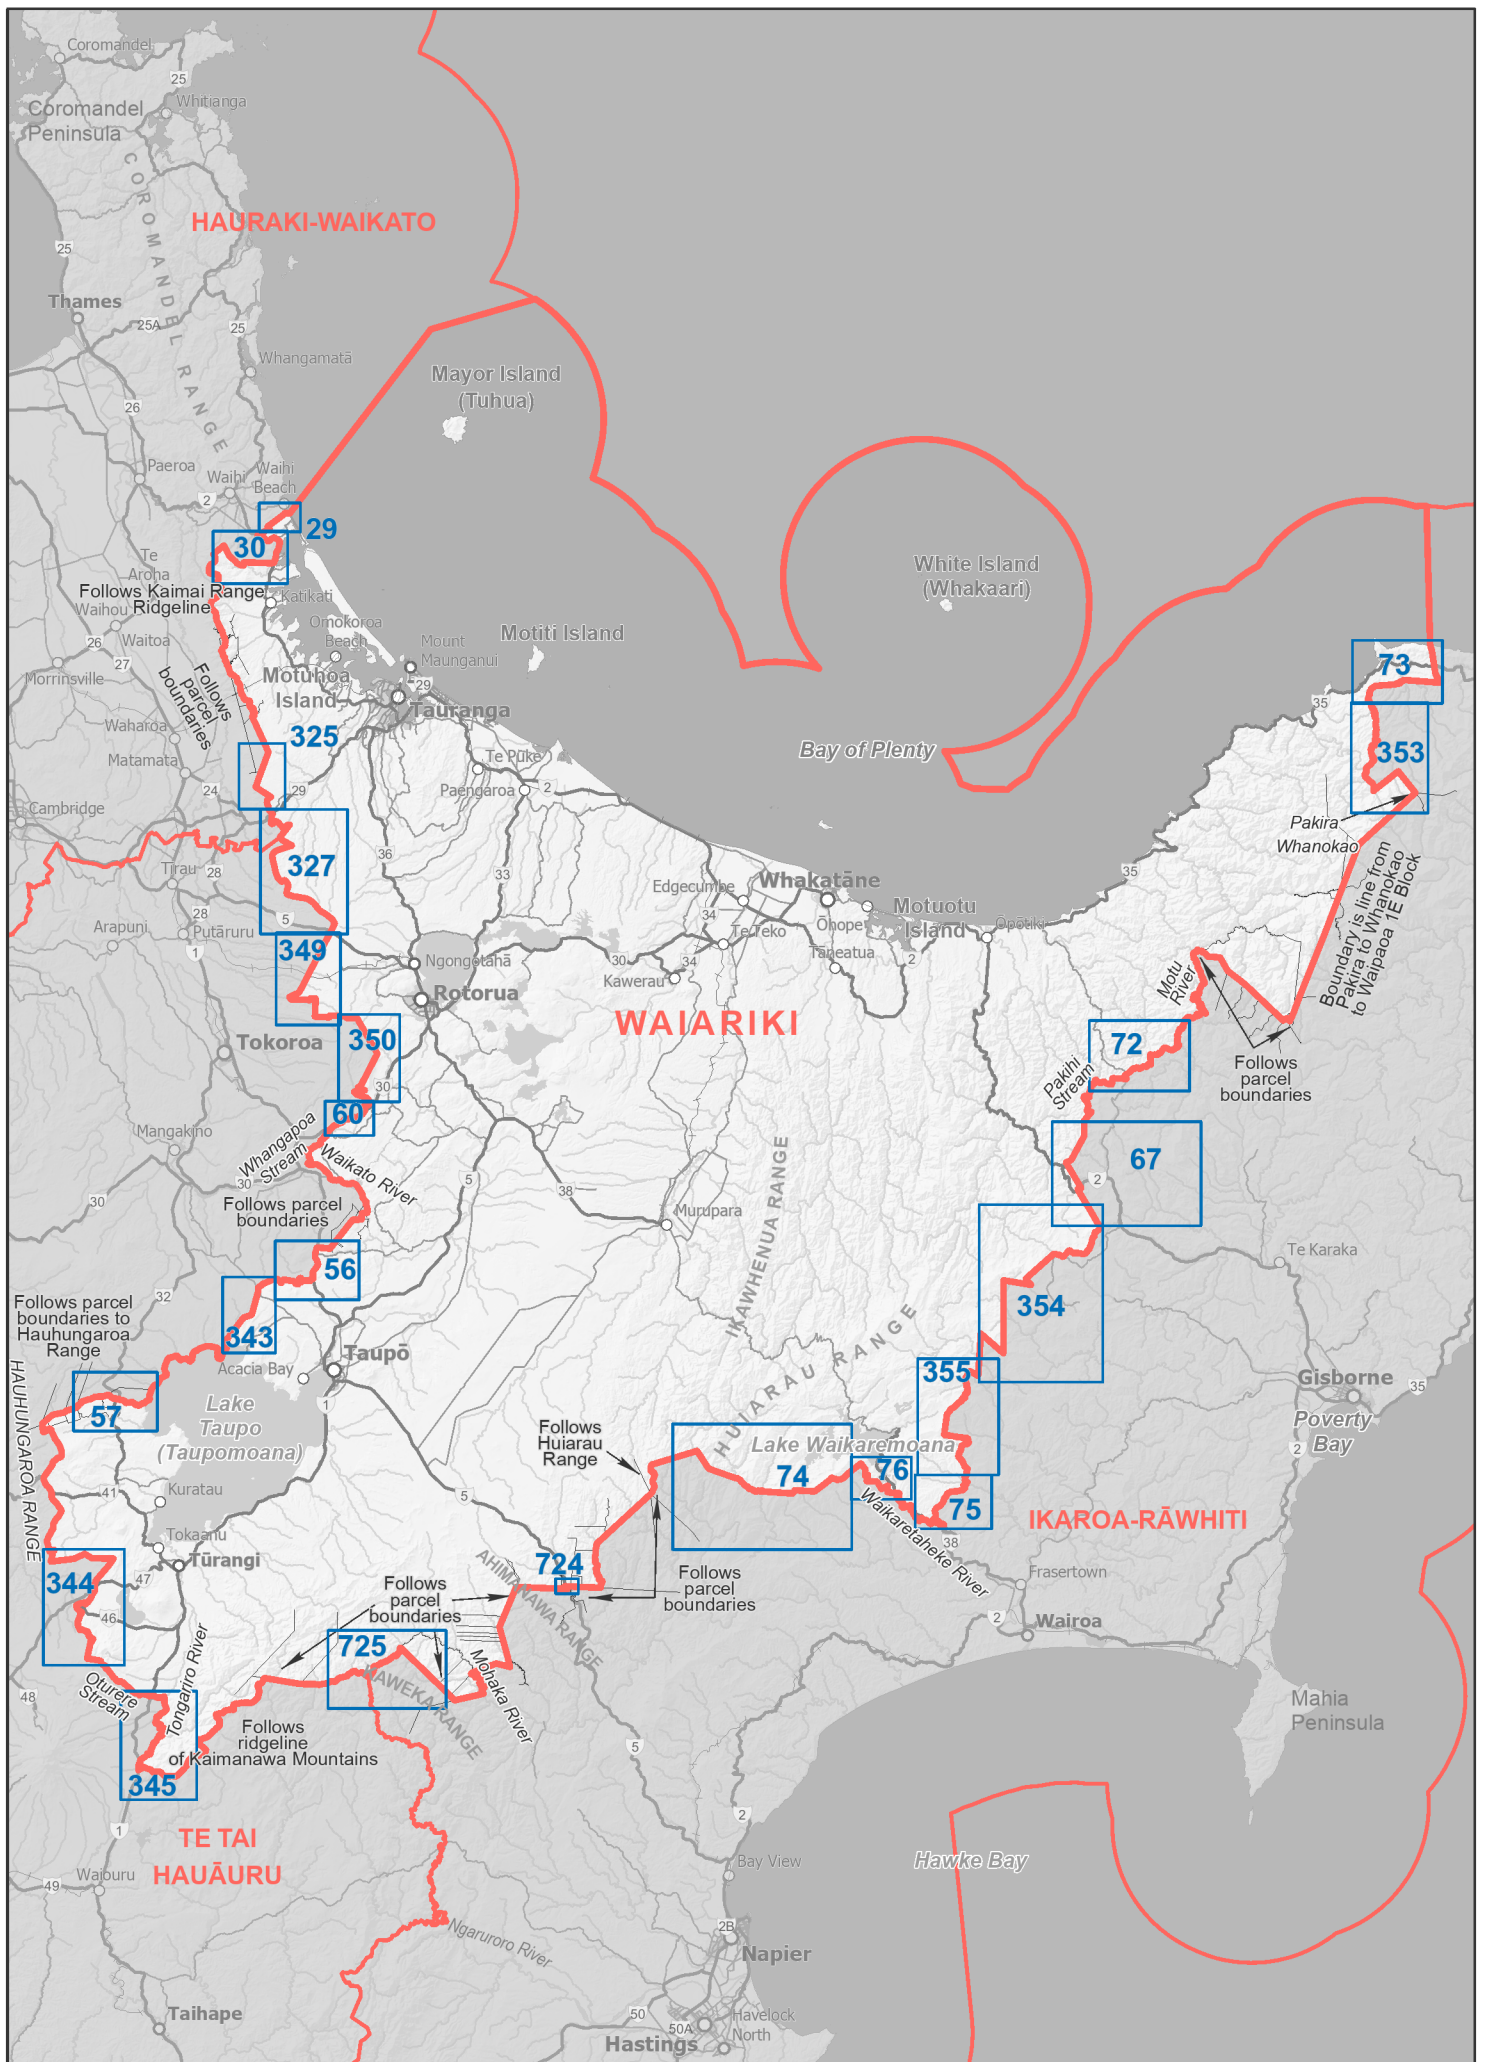 Coromandel
25
Whitianga
Coromandel
Peninsula
COROMANDEL RANGE
HAURAKI-WAIKATO
25
Thames
25A
25
Whangamatā
Mayor Island
(Tuhua)
26
Paeroa
Waihi
Waihi
Beach
2
29
30
Te
Aroha
Follows Kaimai Range
Ridgeline
Waihou
Katikati
Waitoa
26
27
Omokoroa
Beach
Mount
Maunganui
Motiti Island
White Island
(Whakaari)
Morrinsville
Follows
parcel
boundaries
Motuhoa
Island
29
Tauranga
73
35
Waharoa
325
Matamata
Te Puke
Bay of Plenty
353
24
29
Paengaroa
2
Cambridge
Pakira
Whanokao
327
36
33
Tirau
28
35
Boundary is line from
Pakira to Whanokao
to Waipaoa 1E Block
Edgecumbe
Whakatāne
28
5
34
Motuotu
Island
Arapuni
Putāruru
Te Teko
Ōhope
Ōpōtiki
1
349
Ngongotahā
30
34
Tāneatua
2
Kawerau
Rotorua
Motu
River
WAIARIKI
Tokoroa
350
72
Follows
parcel
boundaries
30
Pakihi
Stream
60
Mangakino
Whangapoa
Stream
Waikato River
67
30
30
5
38
2
Follows parcel
boundaries
Murupara
IKAWHENUA RANGE
Te Karaka
56
32
Follows parcel
boundaries to
Hauhungaroa
Range
343
354
Taupō
Acacia Bay
HUIARAU RANGE
355
HAUHUNGAROA RANGE
1
Gisborne
35
57
Lake
Taupo
(Taupomoana)
Poverty
Bay
Follows
Huiarau
Range
Lake Waikaremoana
2
74
76
41
Kuratau
5
75
Waikaretaheke River
IKAROA-RĀWHITI
Tokaanu
38
Tūrangi
AHIMANAWA RANGE
724
344
47
Follows
parcel
boundaries
Follows
parcel
boundaries
Frasertown
46
2
Wairoa
725
Tongariro River
Mohaka River
KAWEKA RANGE
Oturere
Stream
48
Mahia
Peninsula
Follows
ridgeline
of Kaimanawa Mountains
5
345
2
1
TE TAI
HAUĀURU
Bay View
Hawke Bay
Waiouru
49
2B
Ngaruroro River
Napier
Taihape
50
Havelock
North
50A
Hastings